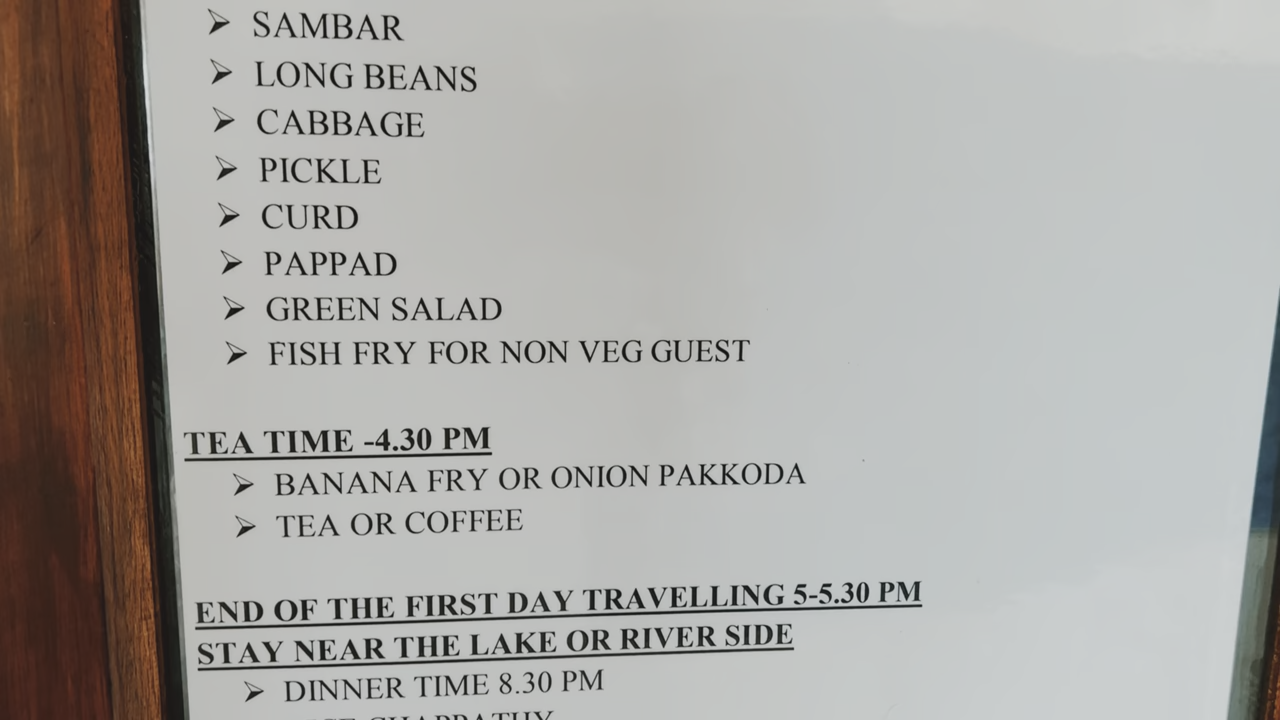 ➢ SAMBAR
➢ LONG BEANS
➢ CABBAGE
➢ PICKLE
➢ CURD
➢ PAPPAD
➢ GREEN SALAD
➢ FISH FRY FOR NON VEG GUEST
TEA TIME -4.30 PM
➢ BANANA FRY OR ONION PAKKODA
➢ TEA OR COFFEE
END OF THE FIRST DAY TRAVELLING 5-5.30 PM
STAY NEAR THE LAKE OR RIVER SIDE
➢ DINNER TIME 8.30 PM